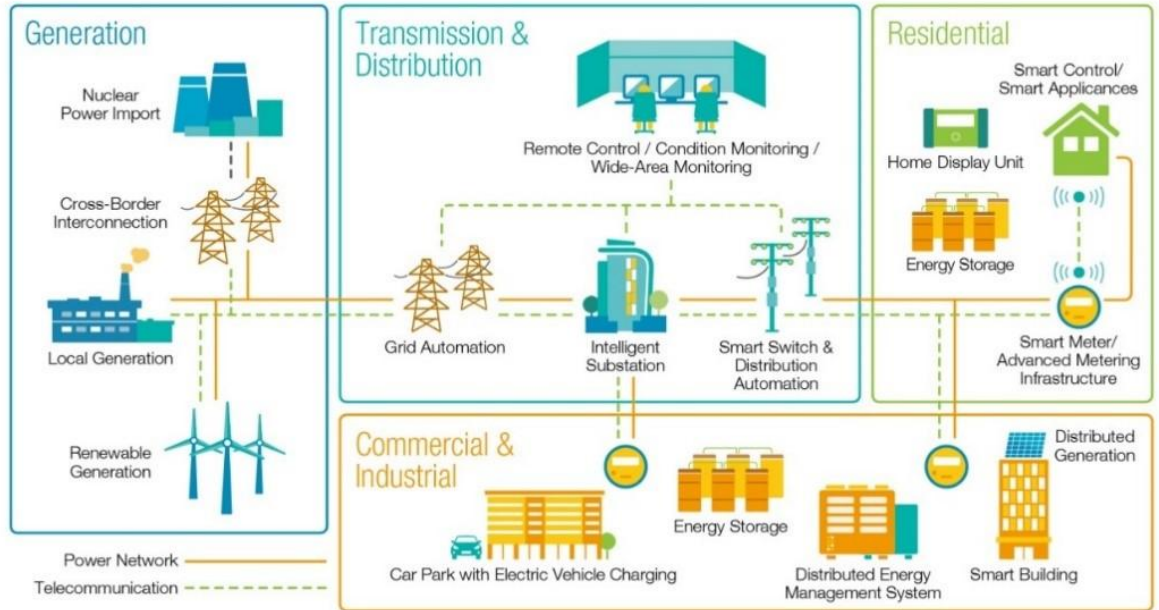 Generation
Nuclear
Power Import
Cross-Border
Interconnection
Local Generation
Renewable
Generation
Power Network
Telecommunication
Transmission &
Distribution
Remote Control / Condition Monitoring /
Wide-Area Monitoring
Grid Automation
Intelligent
Substation
Smart Switch &
Distribution
Automation
Residential
Smart Control/
Smart Applicances
Home Display Unit
Energy Storage
Smart Meter/
Advanced Metering
Infrastructure
Commercial &
Industrial
Car Park with Electric Vehicle Charging
Energy Storage
Distributed Energy
Management System
Distributed
Generation
Smart Building